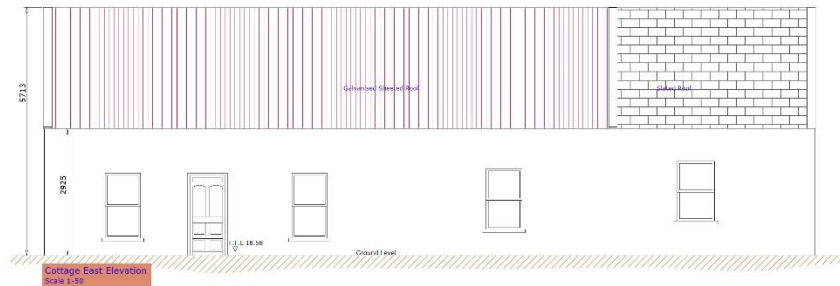 5713
Galvanised Sheeted Roof
Slated Roof
2925
F.F.L 18.58
Ground Level
Cottage East Elevation
Scale 1-50